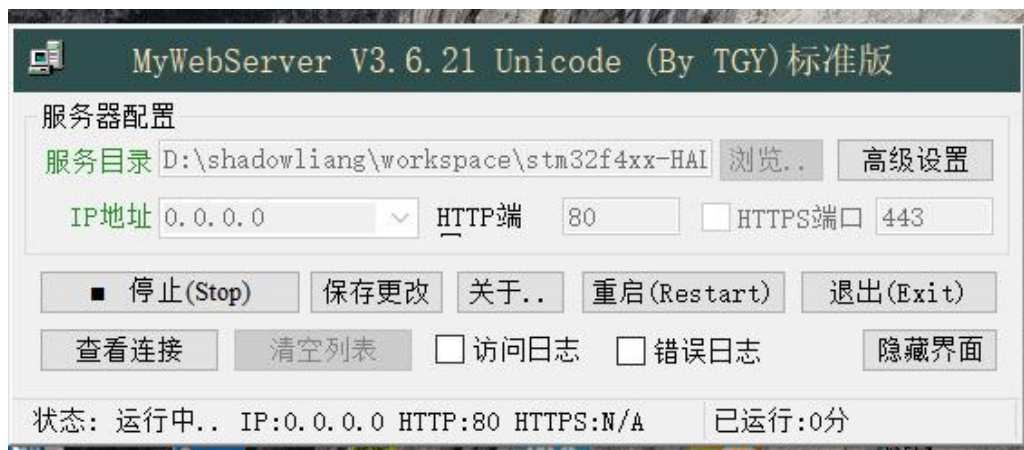 MyWebServer V3.6.21 Unicode (By TGY)标准版
服务器配置
服务目录 D:\shadowliang\workspace\stm32f4xx-HAL 浏览.. 高级设置
IP地址 0.0.0.0 HTTP端 80 HTTPS端口 443
■ 停止(Stop) 保存更改 关于.. 重启(Restart) 退出(Exit)
查看连接 清空列表 访问日志 错误日志 隐藏界面
状态: 运行中.. IP:0.0.0.0 HTTP:80 HTTPS:N/A 已运行:0分